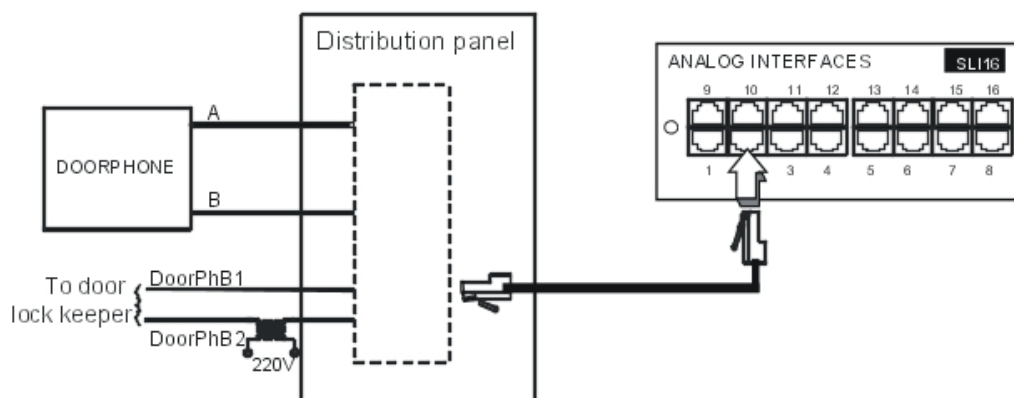 Distribution panel
ANALOG INTERFACES
SLI16
9 10 11 12 13 14 15 16
1 3 4 5 6 7 8
A
DOORPHONE
B
To door
lock keeper
DoorPhB1
DoorPhB2
220V